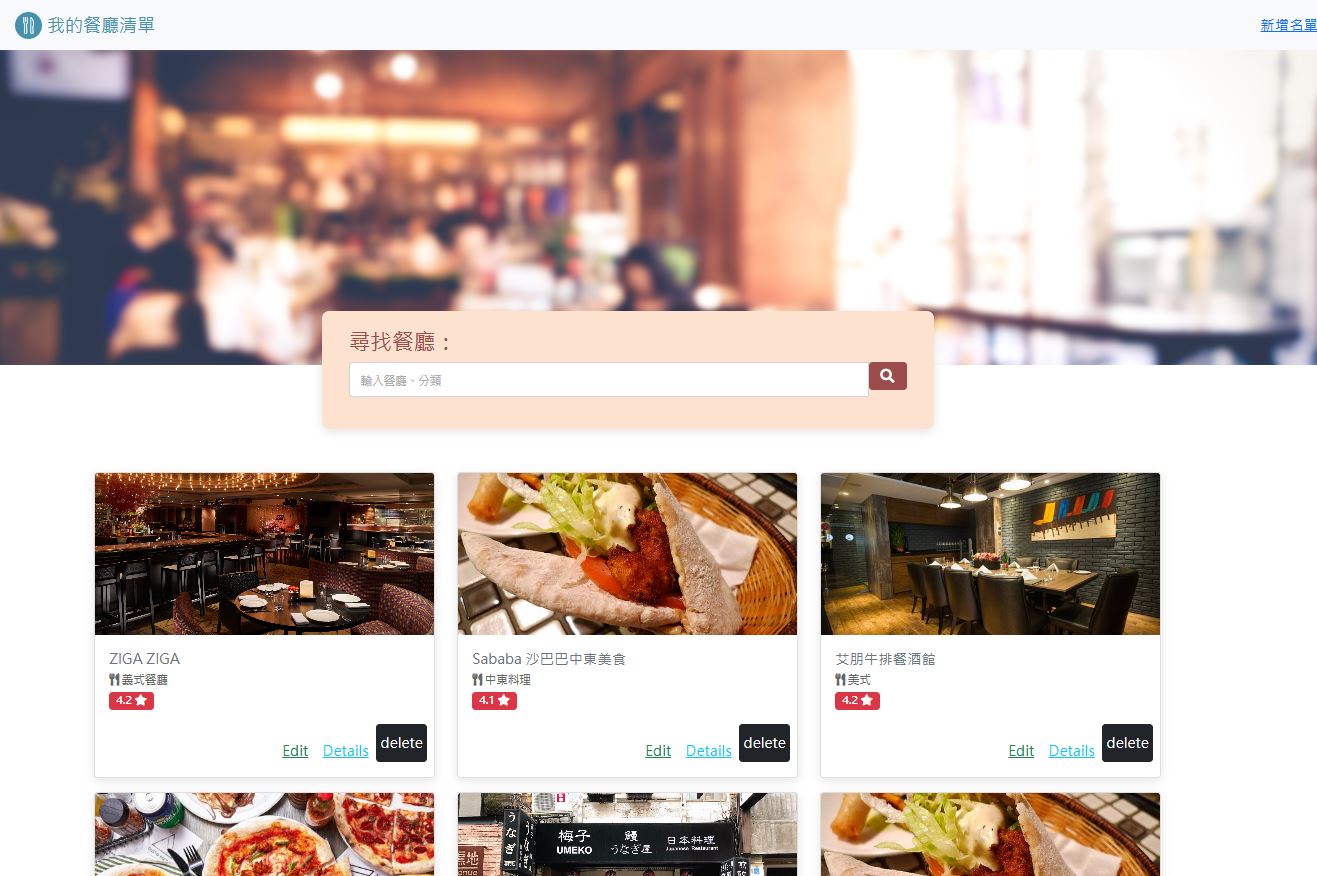 我的餐廳清單
新增名單
尋找餐廳：
輸入餐廳、分類
ZIGA ZIGA
義式餐廳
4.2
Edit Details delete
Sababa 沙巴巴中東美食
中東料理
4.1
Edit Details delete
艾朋牛排餐酒館
美式
4.2
Edit Details delete
うなぎ
梅子
UMEKO
鰻
うなぎ屋
日本料理
Japanese Restaurant